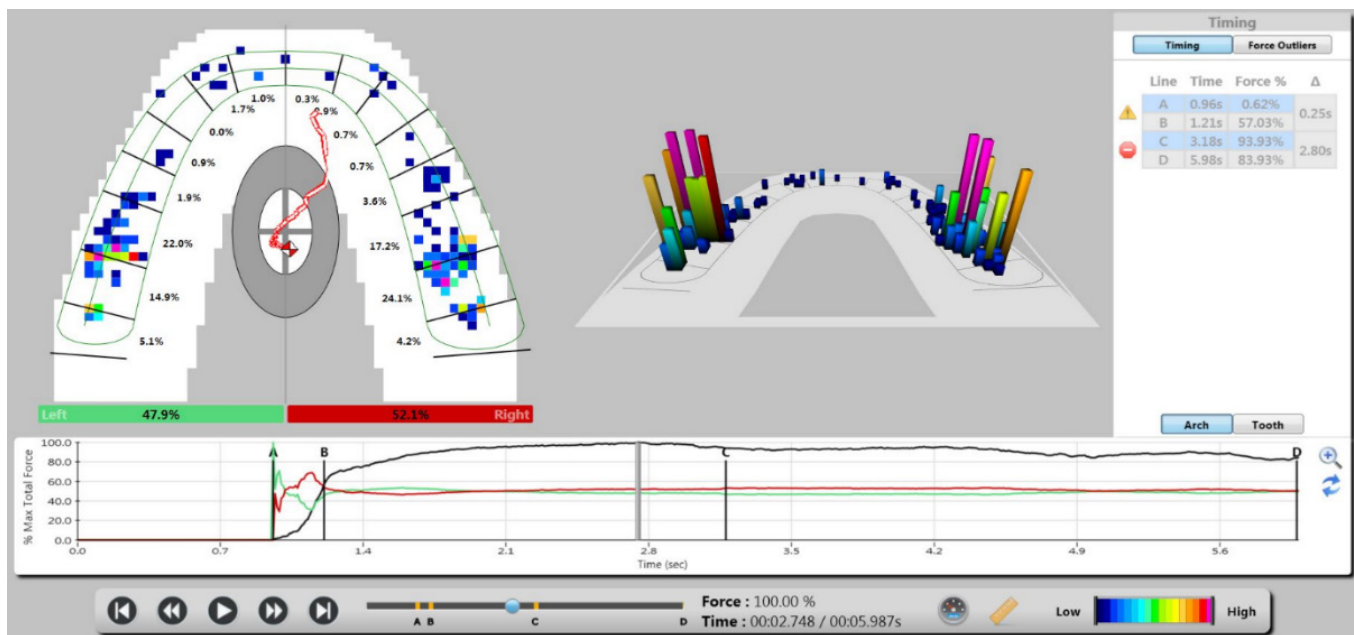 Timing
Timing Force Outliers
Line Time Force % Δ
A 0.96s 0.62% 0.25s
B 1.21s 57.03%
C 3.18s 93.93% 2.80s
D 5.98s 83.93%
1.0% 0.3%
1.7% .9%
0.0% 0.7%
0.9% 0.7%
1.9% 3.6%
22.0% 17.2%
14.9% 24.1%
5.1% 4.2%
Left 47.9% 52.1% Right
Arch Tooth
% Max Total Force
100.0
80.0
60.0
40.0
20.0
0.0
A B C D
0.0 0.7 1.4 2.1 2.8 3.5 4.2 4.9 5.6
Time (sec)
A B C D
Force : 100.00 %
Time : 00:02.748 / 00:05.987s
Low High